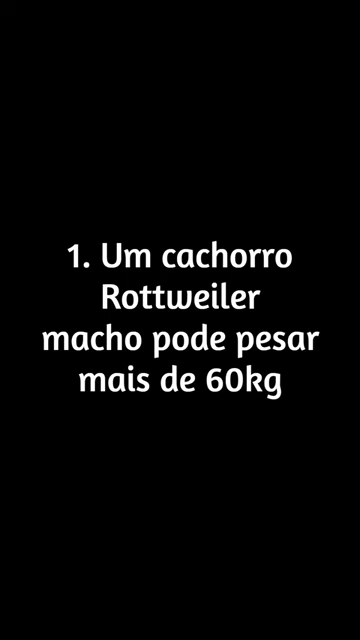 1. Um cachorro
Rottweiler
macho pode pesar
mais de 60kg